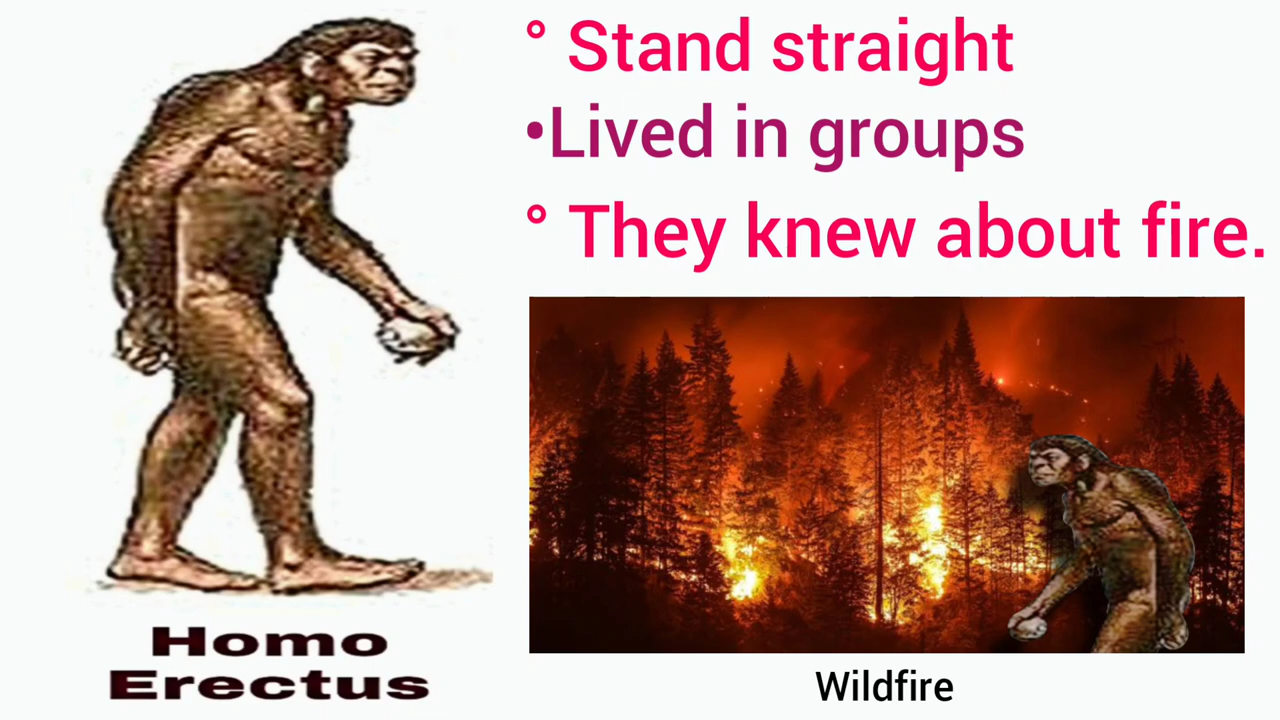 ° Stand straight
•Lived in groups
° They knew about fire.
Homo
Erectus
Wildfire